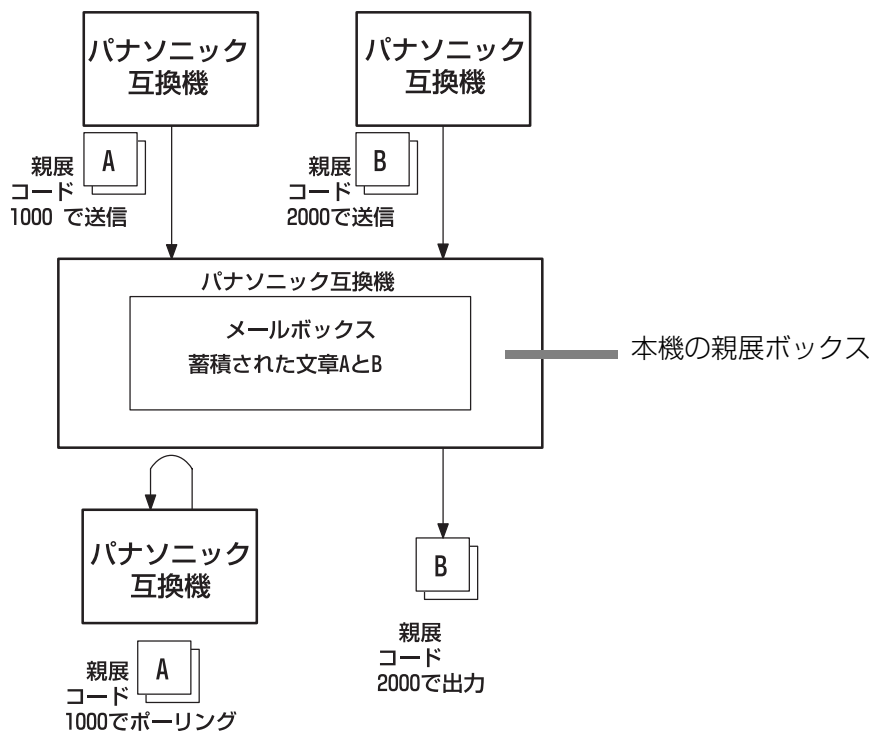 パナソニック
互換機
パナソニック
互換機
A
親展
コード
1000 で送信
B
親展
コード
2000で送信
パナソニック互換機
メールボックス
蓄積された文章AとB
本機の親展ボックス
パナソニック
互換機
B
親展
コード
2000で出力
A
親展
コード
1000でポーリング